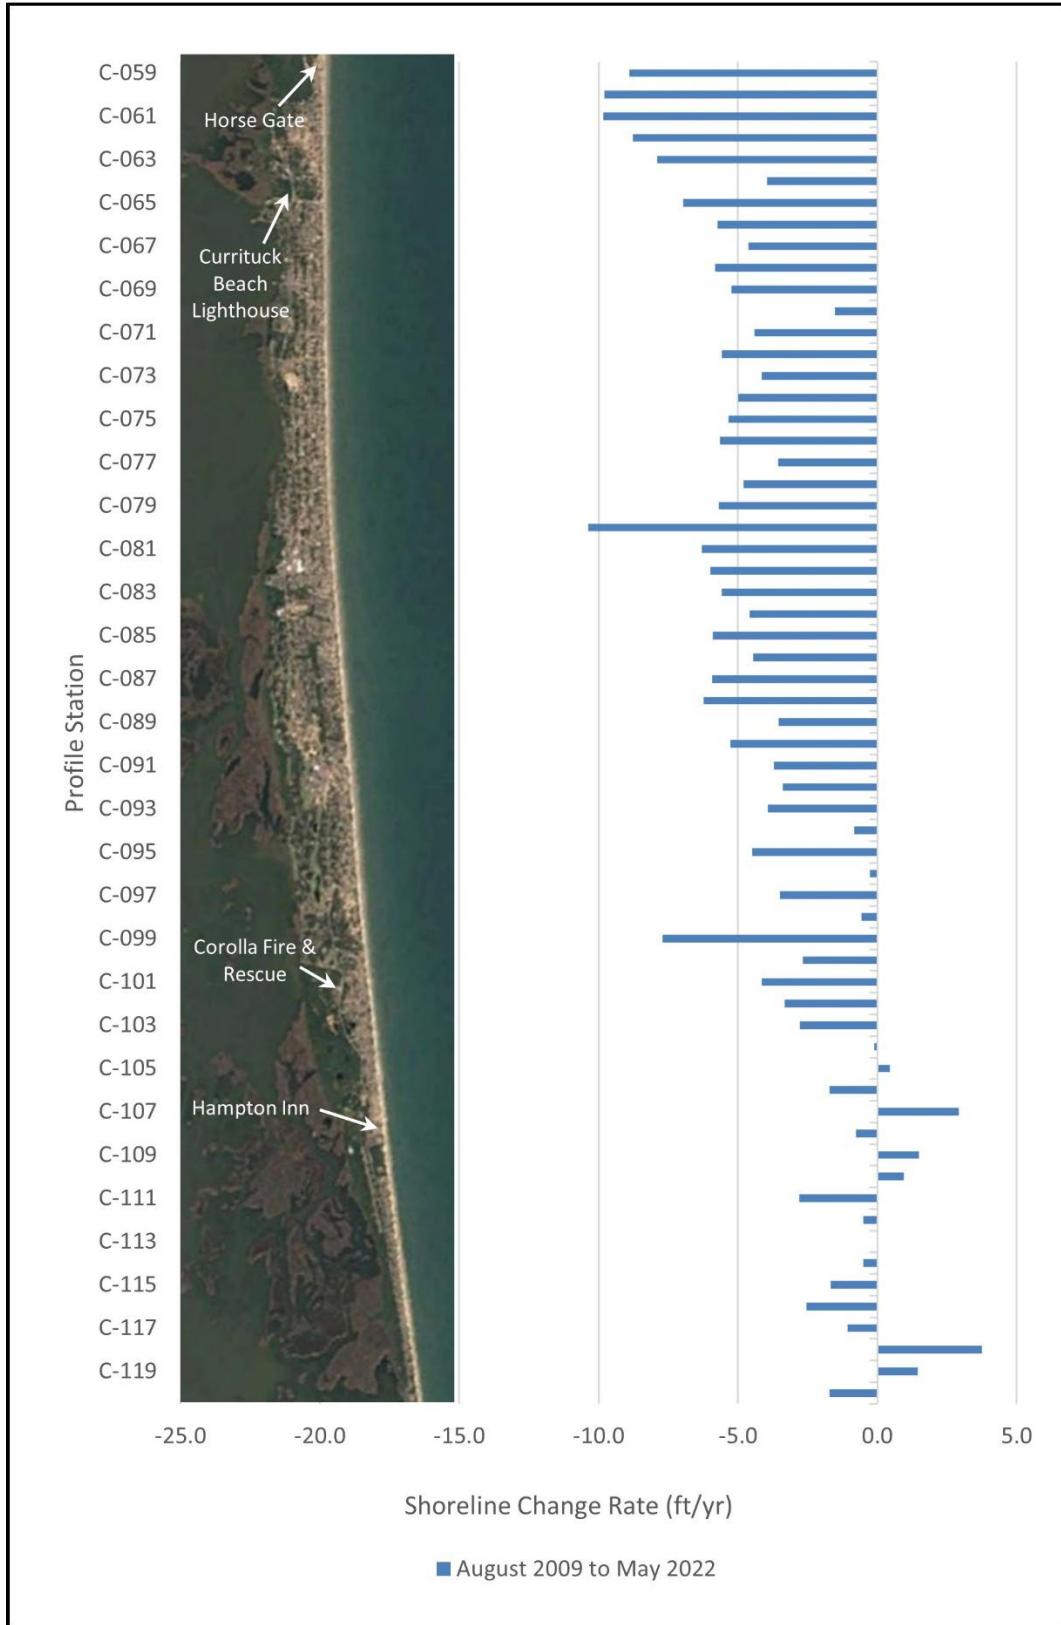 C-059
Horse Gate
C-061
C-063
C-065
Currituck
Beach
Lighthouse
C-067
C-069
C-071
C-073
C-075
C-077
C-079
C-081
C-083
C-085
C-087
C-089
C-091
C-093
C-095
C-097
C-099
Corolla Fire &
Rescue
C-101
C-103
C-105
C-107
Hampton Inn
C-109
C-111
C-113
C-115
C-117
C-119
Profile Station
-25.0 -20.0 -15.0 -10.0 -5.0 0.0 5.0
Shoreline Change Rate (ft/yr)
August 2009 to May 2022